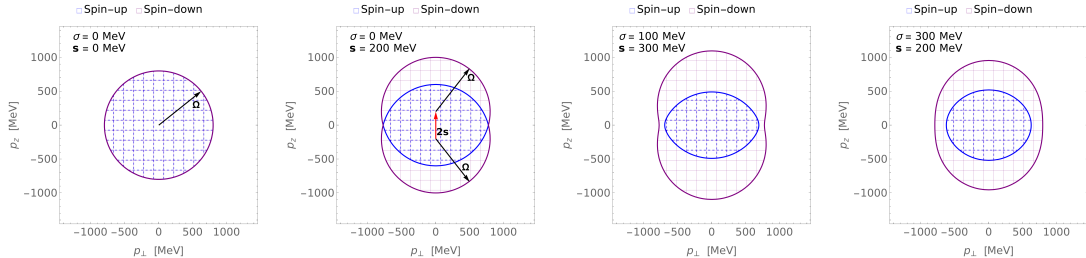 Spin−up Spin−down
σ = 0 MeV
s = 0 MeV
Ω
1000
500
0
−500
−1000
p_z [MeV]
−1000 −500 0 500 1000
p_⊥ [MeV]
Spin−up Spin−down
σ = 0 MeV
s = 200 MeV
Ω
2s
Ω
1000
500
0
−500
−1000
p_z [MeV]
−1000 −500 0 500 1000
p_⊥ [MeV]
Spin−up Spin−down
σ = 100 MeV
s = 300 MeV
1000
500
0
−500
−1000
p_z [MeV]
−1000 −500 0 500 1000
p_⊥ [MeV]
Spin−up Spin−down
σ = 300 MeV
s = 200 MeV
1000
500
0
−500
−1000
p_z [MeV]
−1000 −500 0 500 1000
p_⊥ [MeV]